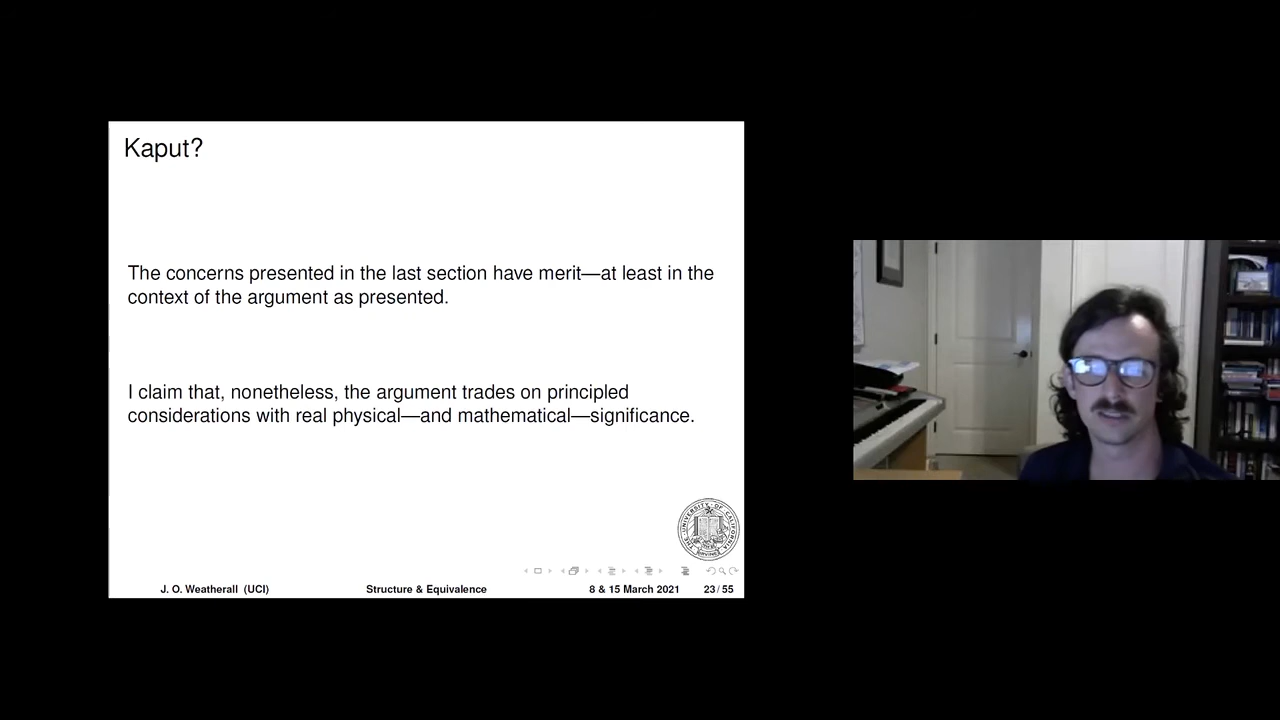 Kaput?
The concerns presented in the last section have merit—at least in the
context of the argument as presented.
I claim that, nonetheless, the argument trades on principled
considerations with real physical—and mathematical—significance.
J. O. Weatherall (UCI) Structure & Equivalence 8 & 15 March 2021 23 / 55